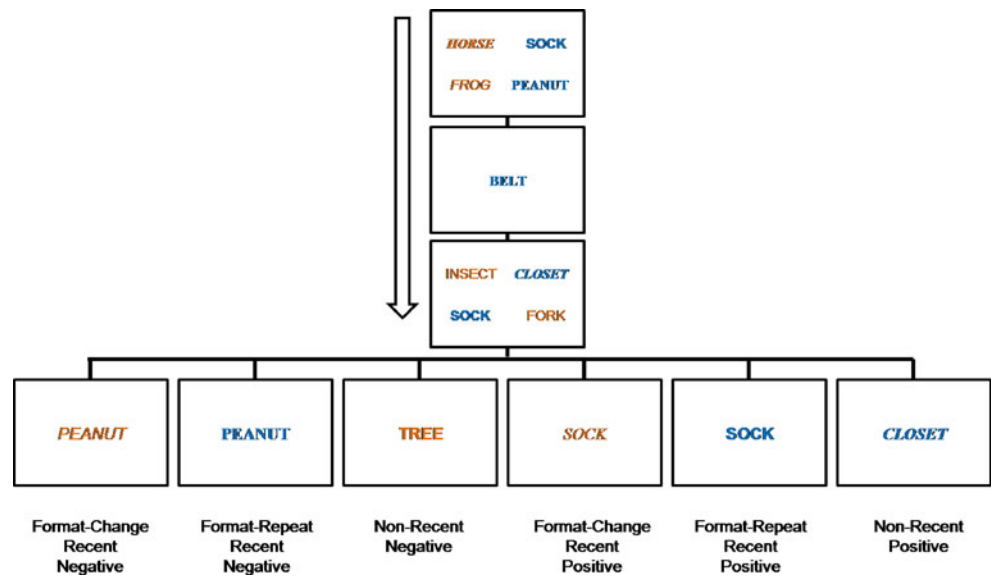 HORSE SOCK
FROG PEANUT
BELT
INSECT CLOSET
SOCK FORK
PEANUT
PEANUT
TREE
SOCK
SOCK
CLOSET
Format-Change
Recent
Negative
Format-Repeat
Recent
Negative
Non-Recent
Negative
Format-Change
Recent
Positive
Format-Repeat
Recent
Positive
Non-Recent
Positive